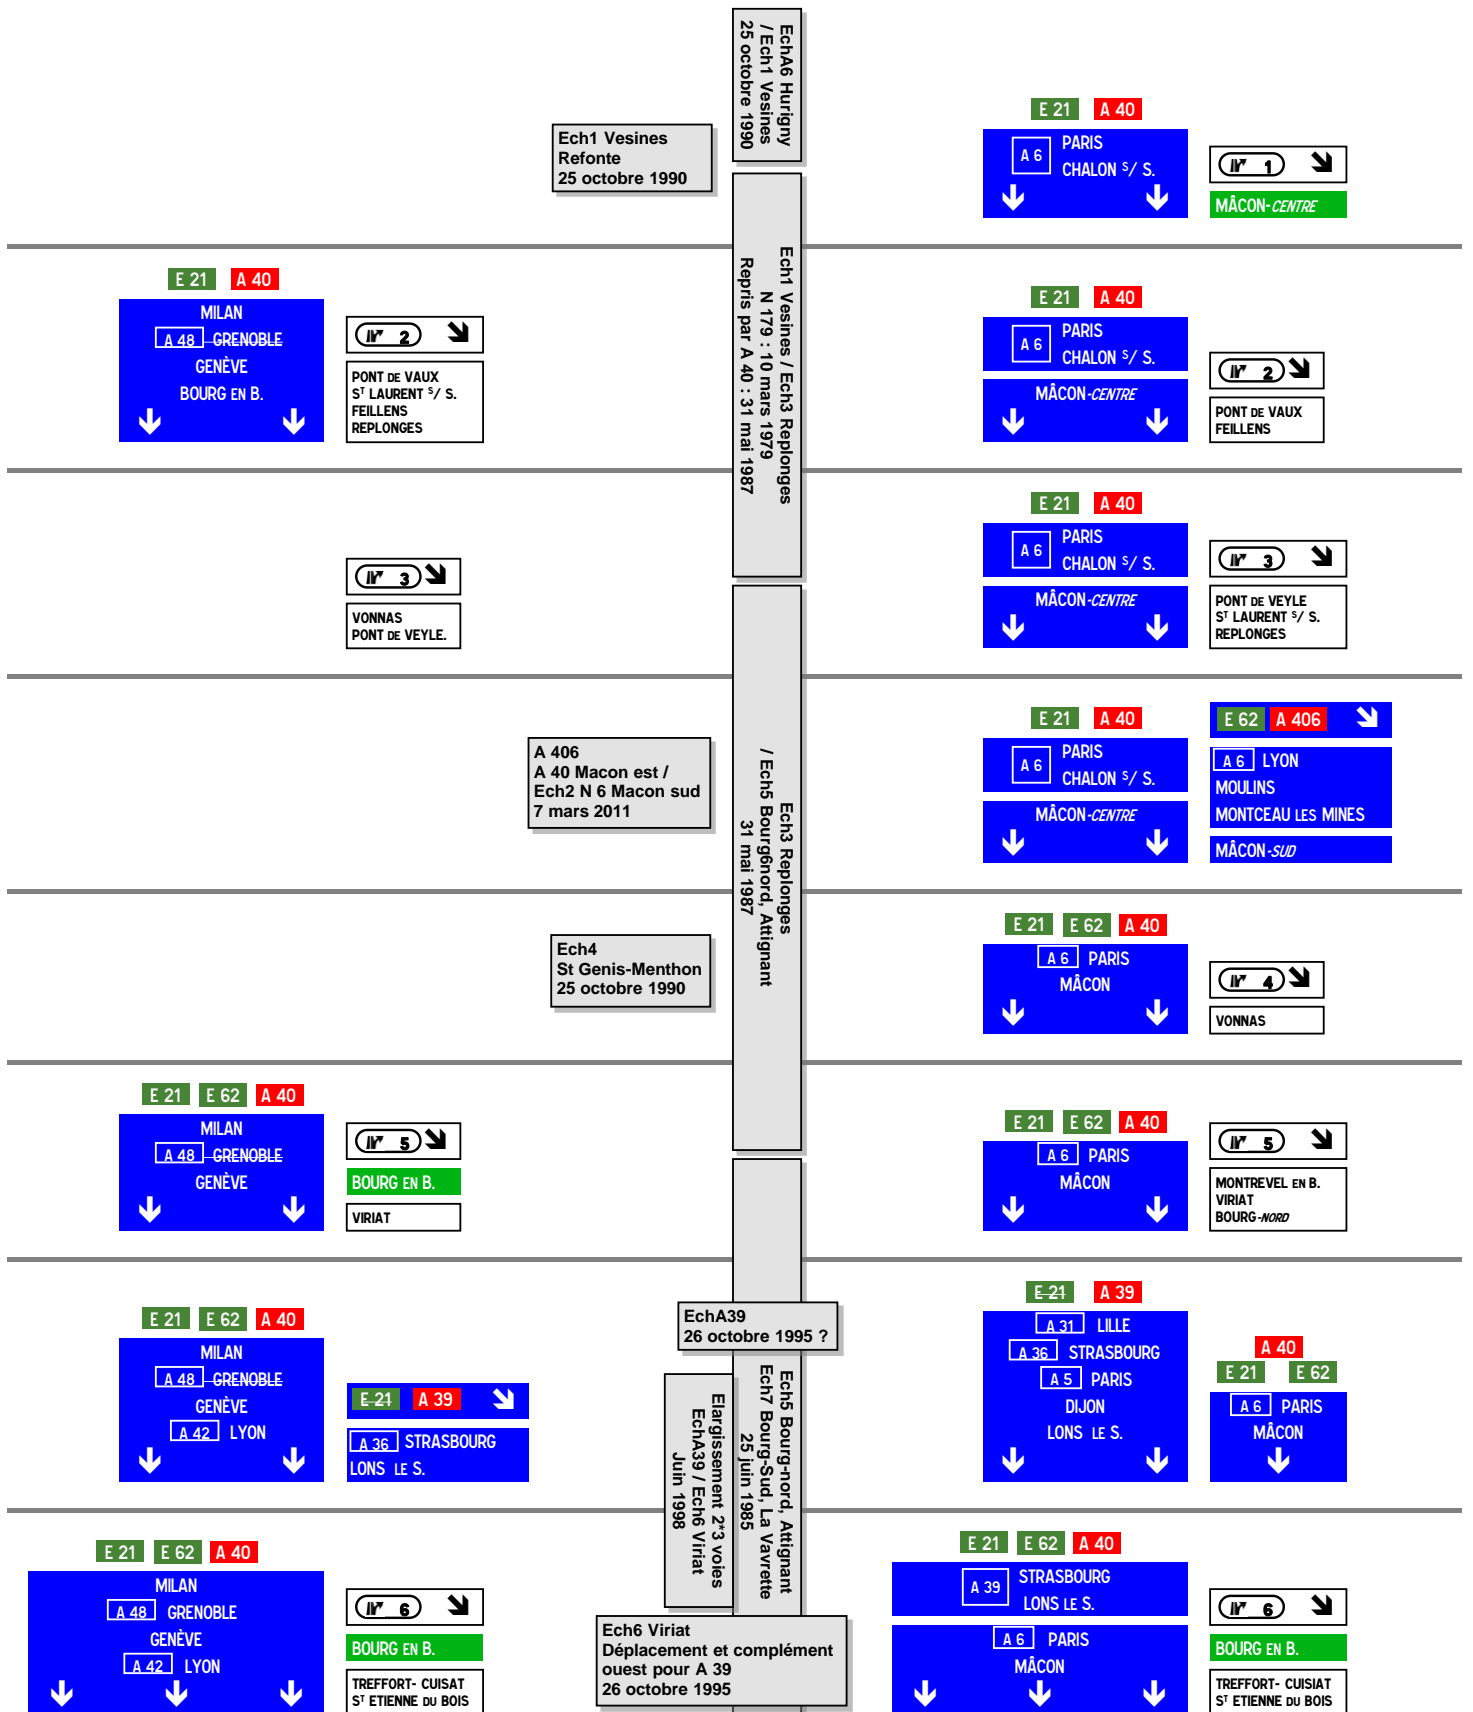 EchA6 Hurigny
/ Ech1 Vesines
25 octobre 1990
Ech1 Vesines
Refonte
25 octobre 1990
E 21 A 40
A 6 PARIS
CHALON S/ S.
1
MÂCON-CENTRE
E 21 A 40
MILAN
A 48 GRENOBLE
GENÈVE
BOURG EN B.
2
PONT DE VAUX
ST LAURENT S/ S.
FEILLENS
REPLONGES
Ech1 Vesines / Ech3 Replonges
N 179 : 10 mars 1979
Repris par A 40 : 31 mai 1987
E 21 A 40
A 6 PARIS
CHALON S/ S.
MÂCON-CENTRE
2
PONT DE VAUX
FEILLENS
3
VONNAS
PONT DE VEYLE.
E 21 A 40
A 6 PARIS
CHALON S/ S.
MÂCON-CENTRE
3
PONT DE VEYLE
ST LAURENT S/ S.
REPLONGES
A 406
A 40 Macon est /
Ech2 N 6 Macon sud
7 mars 2011
Ech3 Replonges
/ Ech5 Bourg6nord, Attignant
31 mai 1987
E 21 A 40
A 6 PARIS
CHALON S/ S.
MÂCON-CENTRE
E 62 A 406
A 6 LYON
MOULINS
MONTCEAU LES MINES
MÂCON-SUD
Ech4
St Genis-Menthon
25 octobre 1990
E 21 E 62 A 40
A 6 PARIS
MÂCON
4
VONNAS
E 21 E 62 A 40
MILAN
A 48 GRENOBLE
GENÈVE
5
BOURG EN B.
VIRIAT
E 21 E 62 A 40
A 6 PARIS
MÂCON
5
MONTREVEL EN B.
VIRIAT
BOURG-NORD
E 21 E 62 A 40
MILAN
A 48 GRENOBLE
GENÈVE
A 42 LYON
E 21 A 39
A 36 STRASBOURG
LONS LE S.
EchA39
26 octobre 1995 ?
Ech5 Bourg-nord, Attignant
Ech7 Bourg-Sud, La Vavrette
25 juin 1985
Elargissement 2*3 voies
EchA39 / Ech6 Viriat
Juin 1998
E 21 A 39
A 31 LILLE
A 36 STRASBOURG
A 5 PARIS
DIJON
LONS LE S.
A 40
E 21 E 62
A 6 PARIS
MÂCON
E 21 E 62 A 40
MILAN
A 48 GRENOBLE
GENÈVE
A 42 LYON
6
BOURG EN B.
TREFFORT- CUISAT
ST ETIENNE DU BOIS
Ech6 Viriat
Déplacement et complément
ouest pour A 39
26 octobre 1995
E 21 E 62 A 40
A 39 STRASBOURG
LONS LE S.
A 6 PARIS
MÂCON
6
BOURG EN B.
TREFFORT- CUISIAT
ST ETIENNE DU BOIS